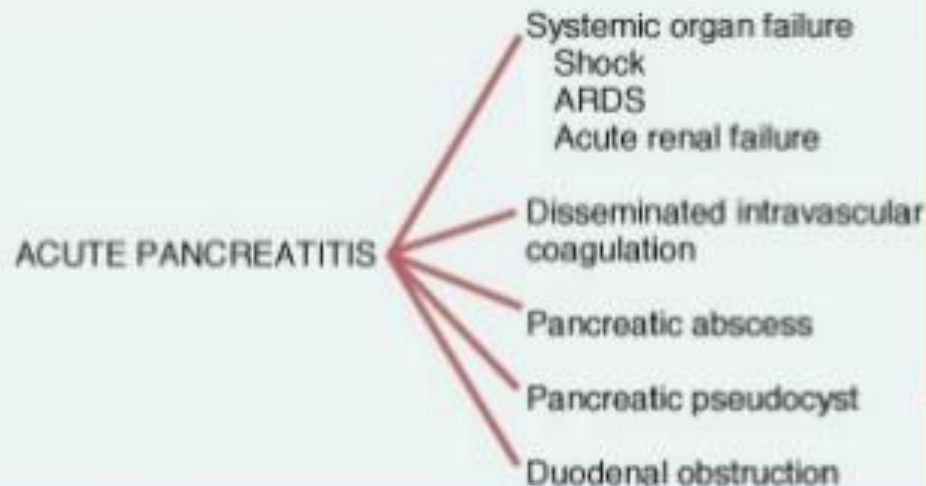 Systemic organ failure
Shock
ARDS
Acute renal failure
Disseminated intravascular
coagulation
ACUTE PANCREATITIS
Pancreatic abscess
Pancreatic pseudocyst
Duodenal obstruction